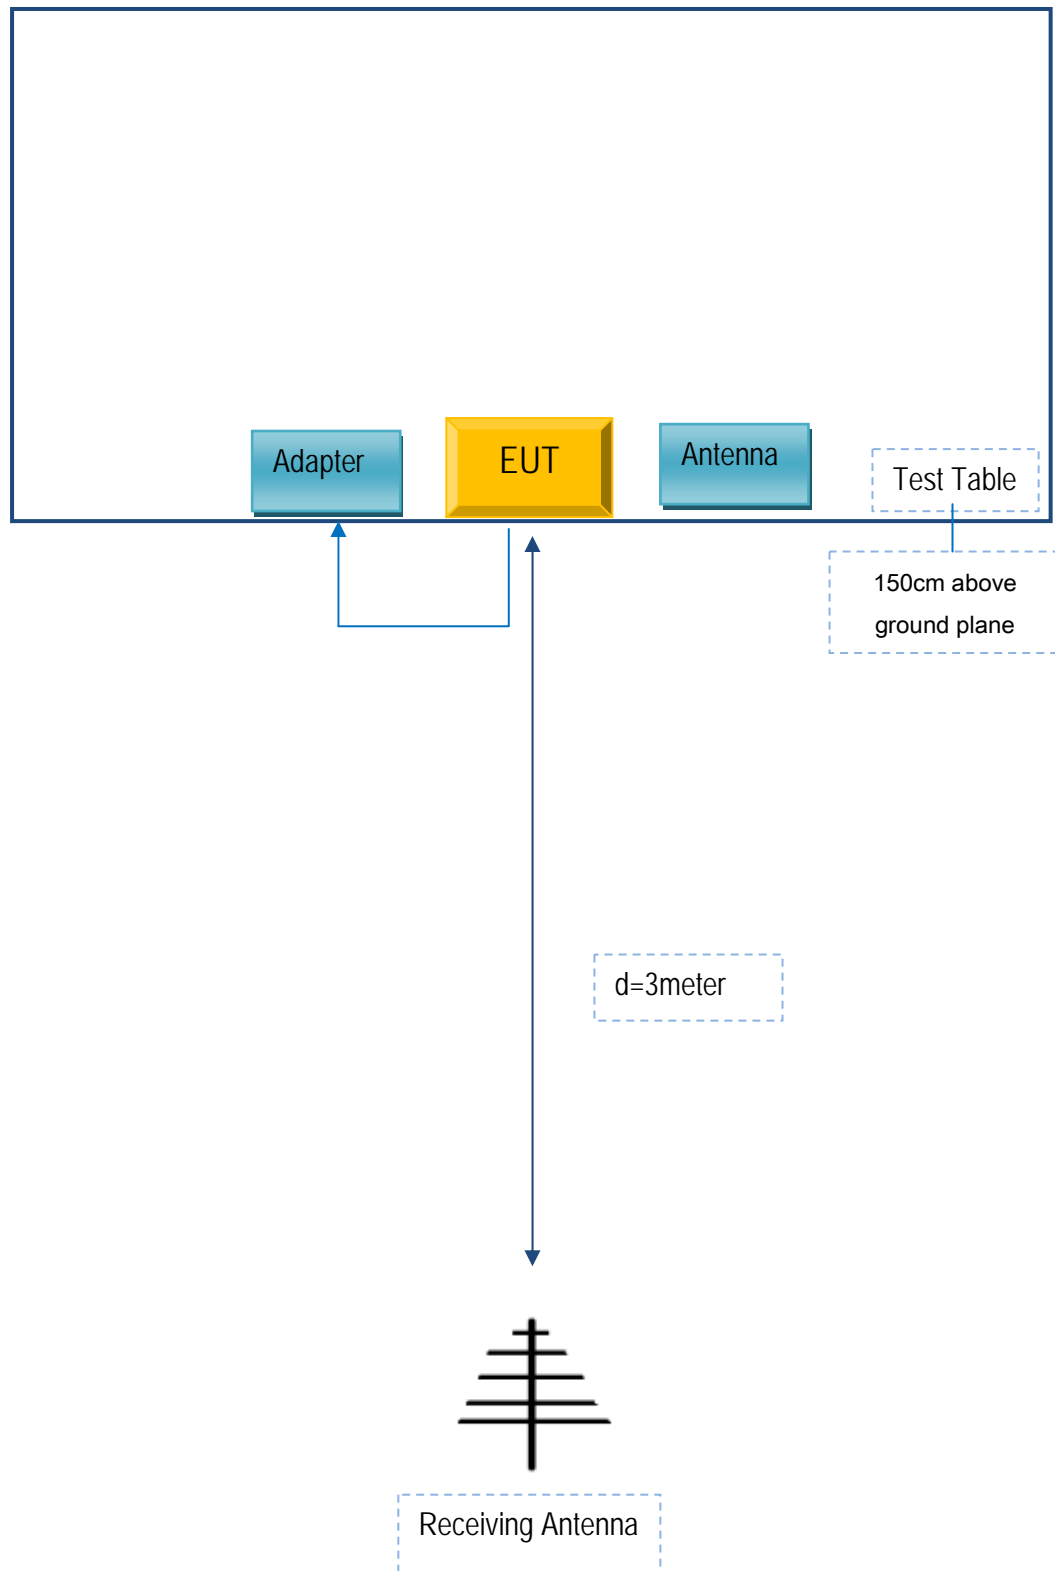 Adapter
EUT
Antenna
Test Table
150cm above
ground plane
d=3meter
Receiving Antenna